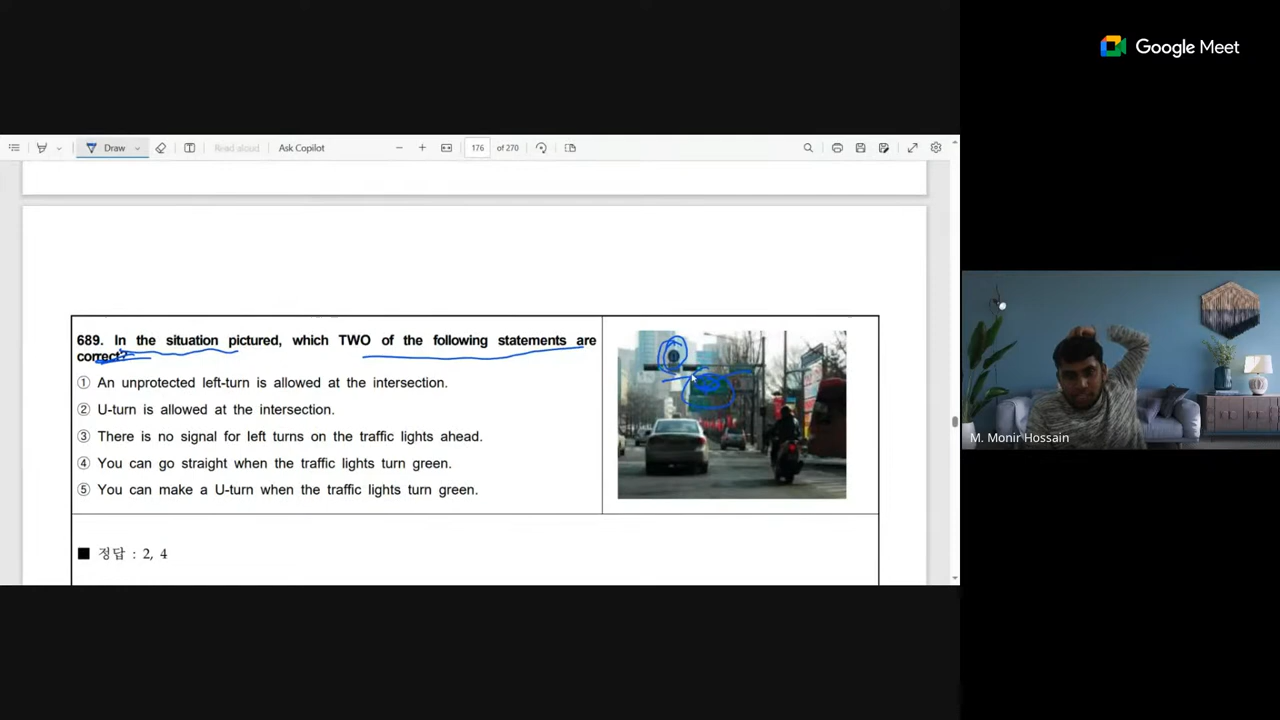 Google Meet
Draw
Read aloud
Ask Copilot
176
of 270
689. In the situation pictured, which TWO of the following statements are
correct?
① An unprotected left-turn is allowed at the intersection.
② U-turn is allowed at the intersection.
③ There is no signal for left turns on the traffic lights ahead.
④ You can go straight when the traffic lights turn green.
⑤ You can make a U-turn when the traffic lights turn green.
■ 정답 : 2, 4
M. Monir Hossain